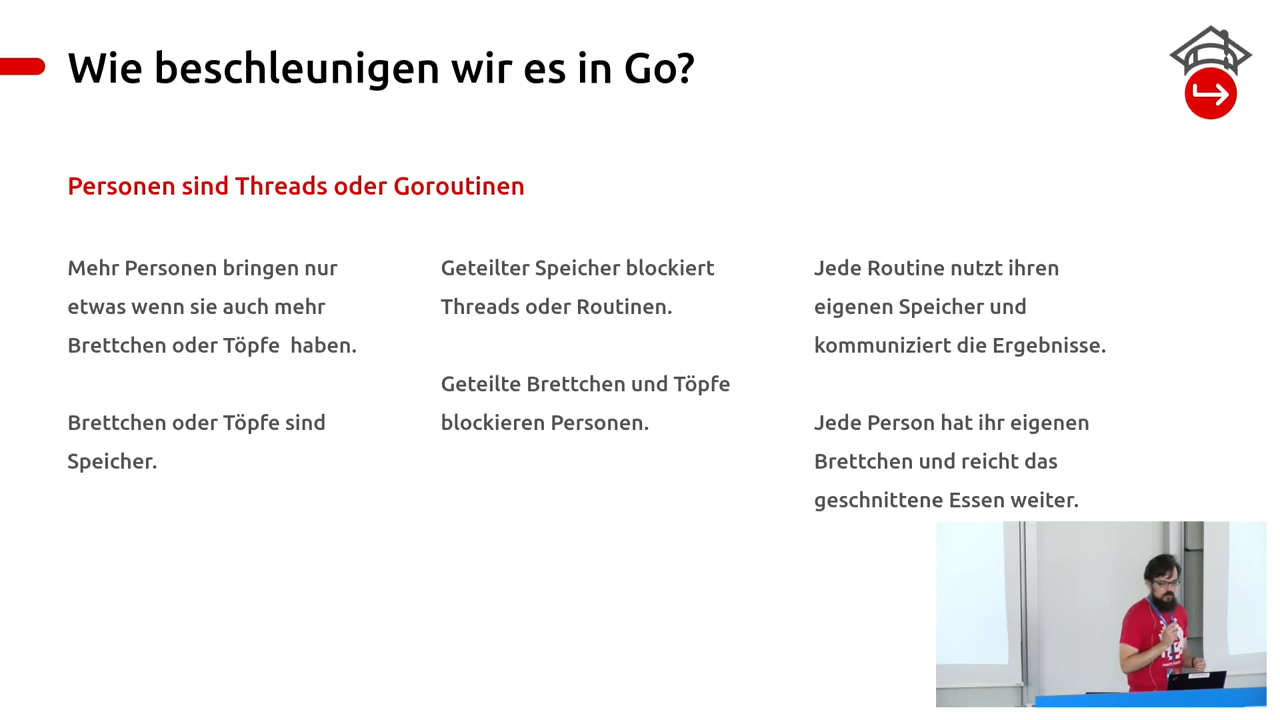 Wie beschleunigen wir es in Go?
Personen sind Threads oder Goroutinen
Mehr Personen bringen nur
etwas wenn sie auch mehr
Brettchen oder Töpfe  haben.
Brettchen oder Töpfe sind
Speicher.
Geteilter Speicher blockiert
Threads oder Routinen.
Geteilte Brettchen und Töpfe
blockieren Personen.
Jede Routine nutzt ihren
eigenen Speicher und
kommuniziert die Ergebnisse.
Jede Person hat ihr eigenen
Brettchen und reicht das
geschnittene Essen weiter.